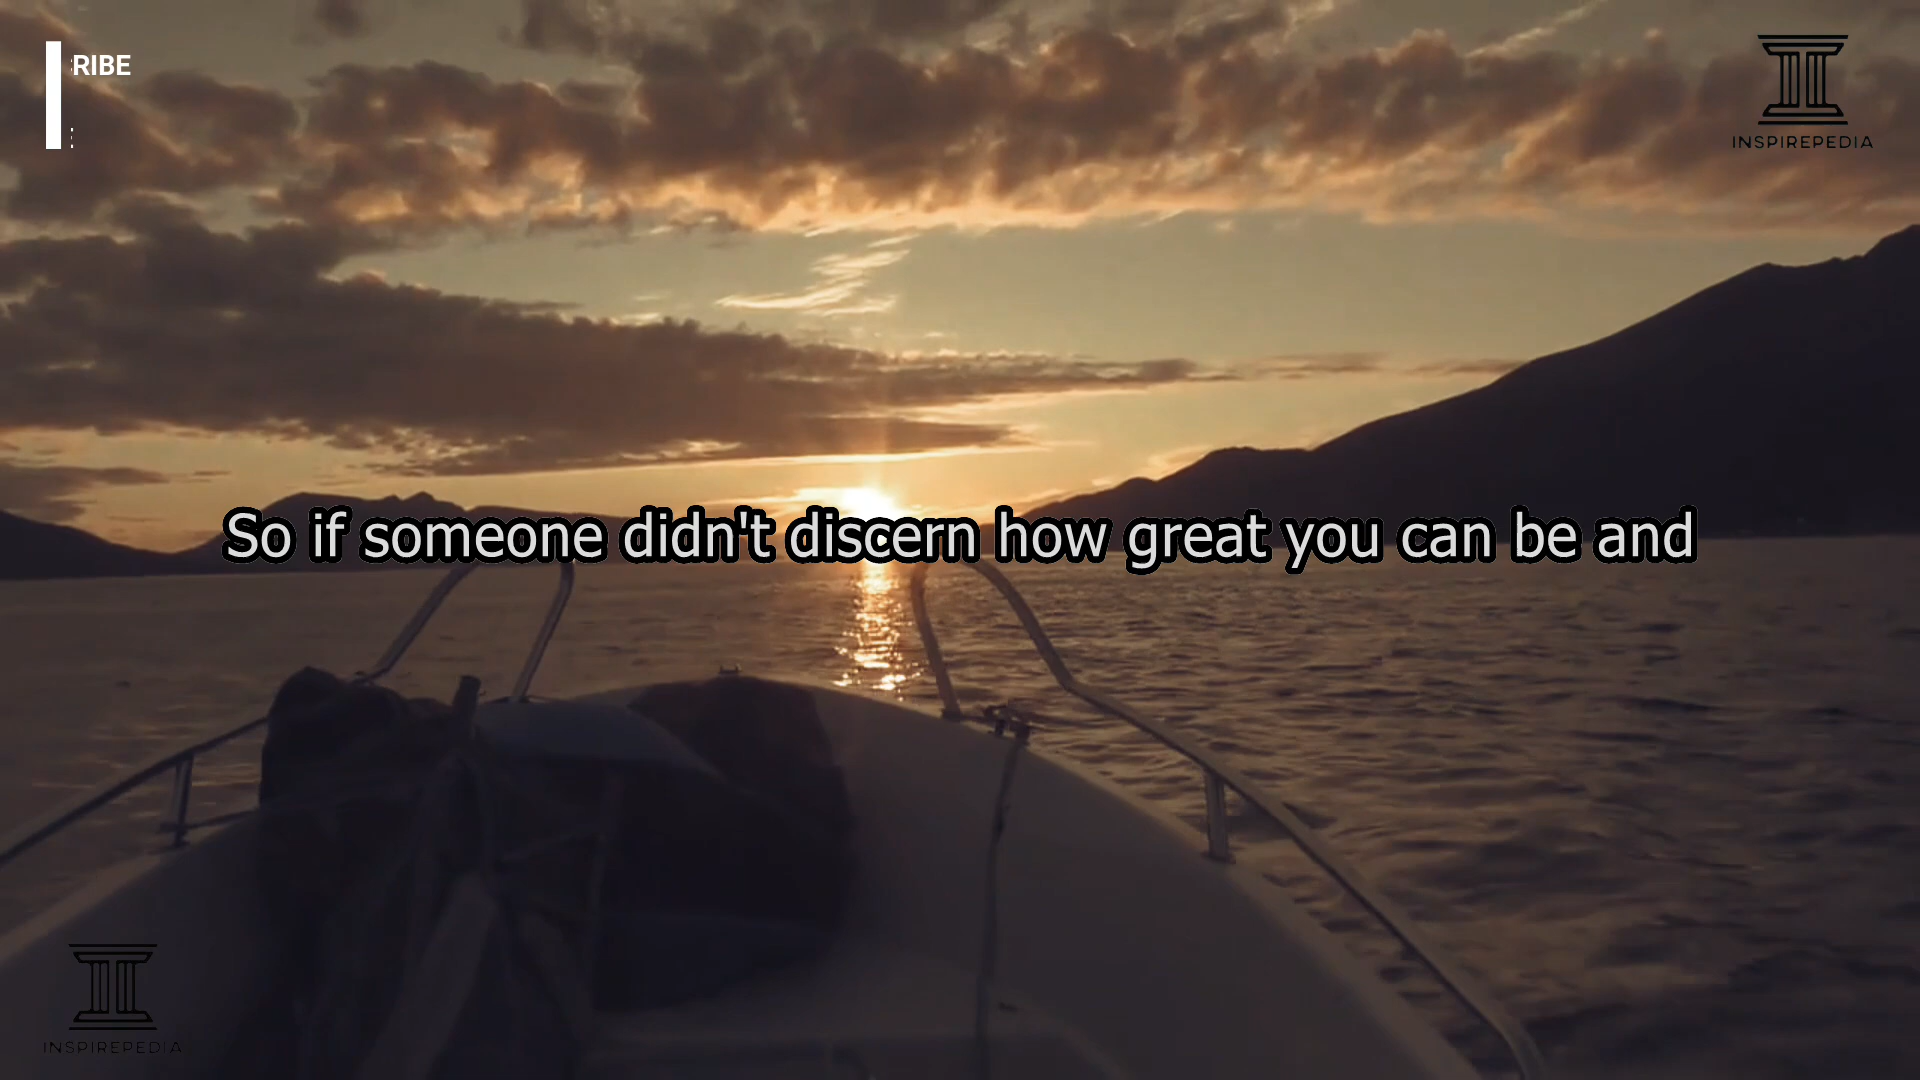 RIBE
INSPIREPEDIA
So if someone didn't discern how great you can be and
INSPIREPEDIA